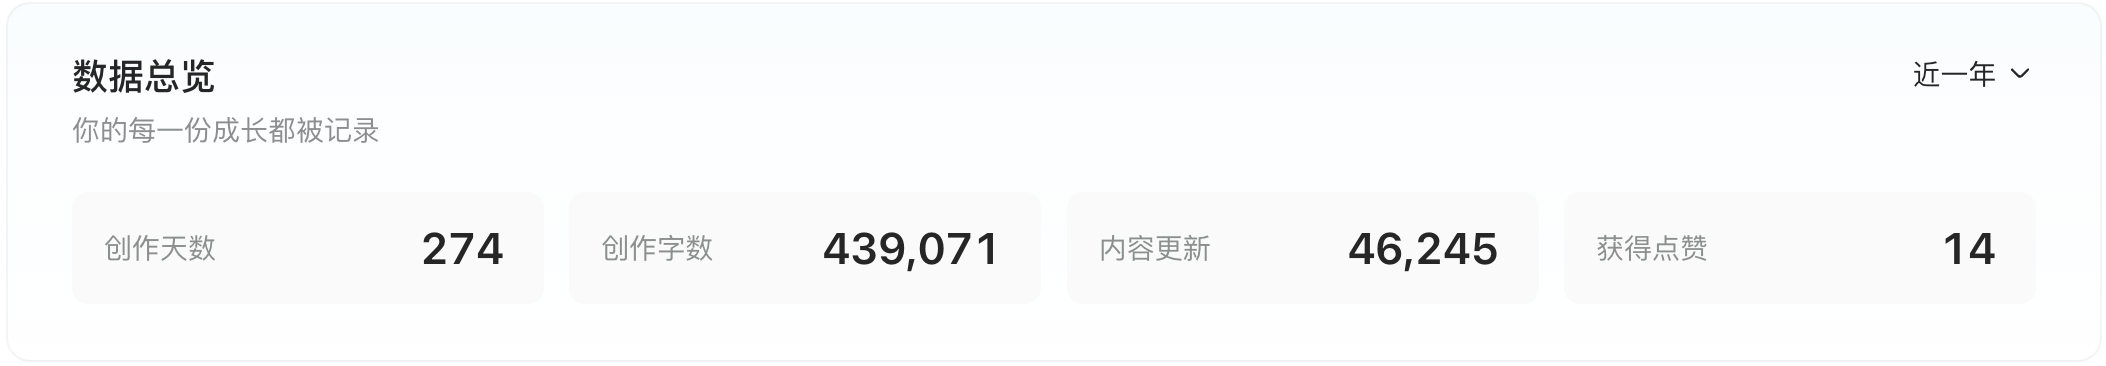 数据总览
近一年
你的每一份成长都被记录
创作天数 274
创作字数 439,071
内容更新 46,245
获得点赞 14